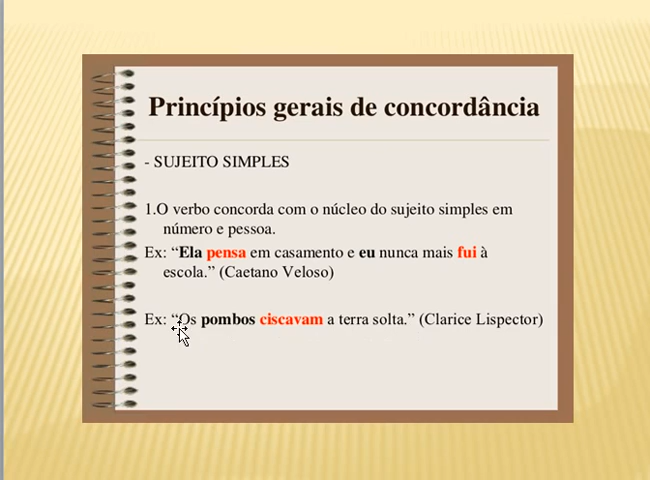 Princípios gerais de concordância
- SUJEITO SIMPLES
1.O verbo concorda com o núcleo do sujeito simples em
número e pessoa.
Ex: “Ela pensa em casamento e eu nunca mais fui à
escola.” (Caetano Veloso)
Ex: “Os pombos ciscavam a terra solta.” (Clarice Lispector)